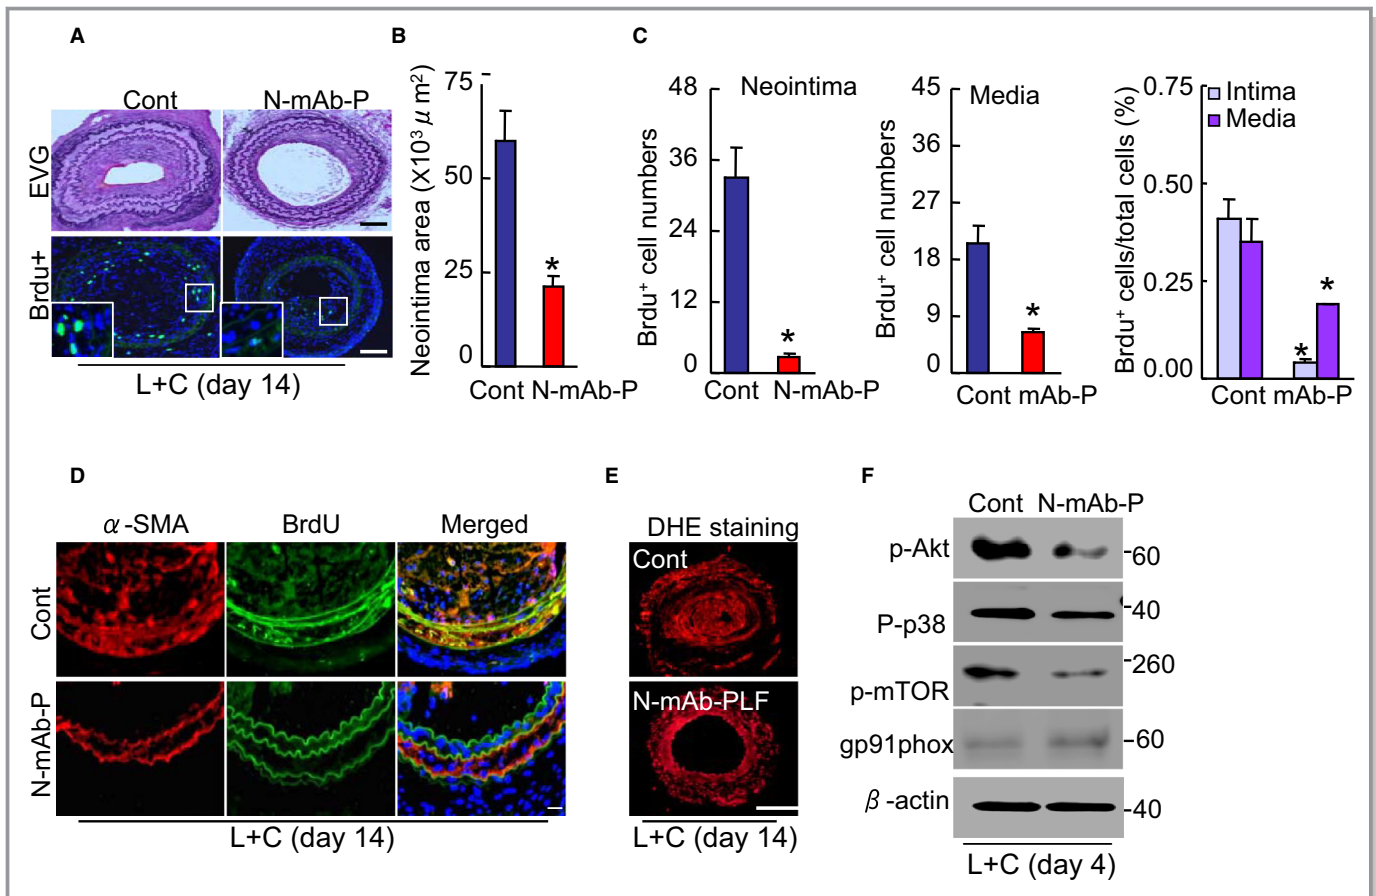 A
Cont
N-mAb-P
EVG
Brdu+
L+C (day 14)
B
Neointima area (X10³ μm²)
75
50
25
0
*
Cont N-mAb-P
C
Neointima
Brdu⁺ cell numbers
48
36
24
12
0
*
Cont N-mAb-P
Media
Brdu⁺ cell numbers
45
36
27
18
9
0
*
Cont mAb-P
Intima
Media
Brdu⁺ cells/total cells (%)
0.75
0.50
0.25
0.00
*
*
Cont mAb-P
D
α-SMA
BrdU
Merged
Cont
N-mAb-P
L+C (day 14)
E
DHE staining
Cont
N-mAb-PLF
L+C (day 14)
F
Cont N-mAb-P
p-Akt
-60
P-p38
-40
p-mTOR
-260
gp91phox
-60
β-actin
-40
L+C (day 4)